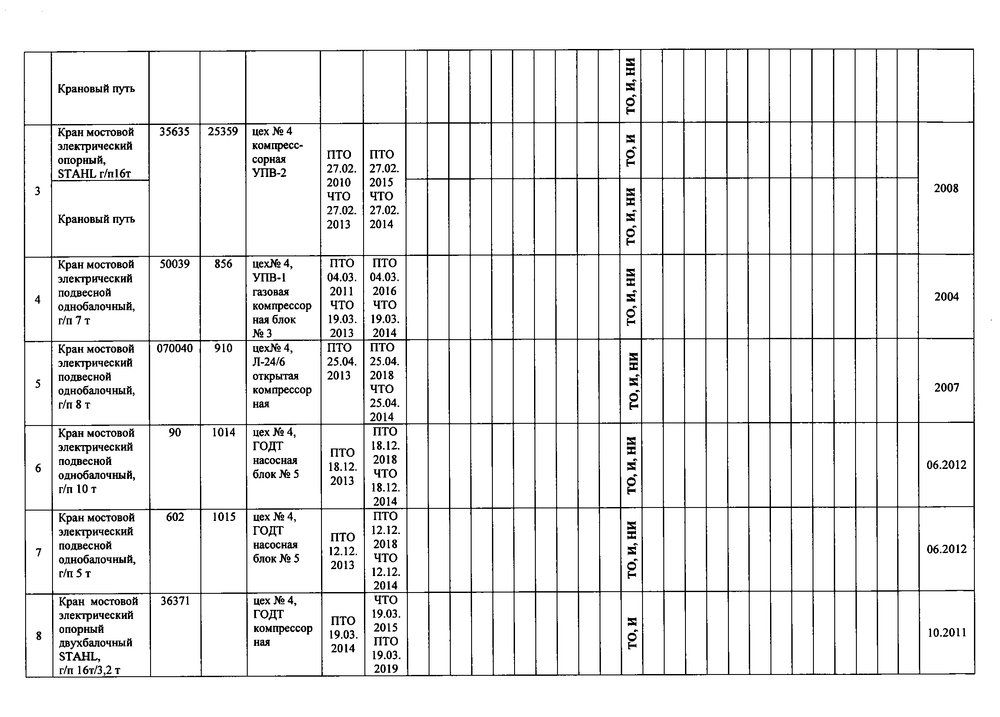 Крановый путь
ТО, И, НИ
3
Кран мостовой
электрический
опорный,
STAHL г/п16т
35635
25359
цех № 4
компресс-
сорная
УПВ-2
ПТО
27.02.
2010
ЧТО
27.02.
2013
ПТО
27.02.
2015
ЧТО
27.02.
2014
ТО, И
2008
Крановый путь
ТО, И, НИ
4
Кран мостовой
электрический
подвесной
однобалочный,
г/п 7 т
50039
856
цех№ 4,
УПВ-1
газовая
компрессор
ная блок
№ 3
ПТО
04.03.
2011
ЧТО
19.03.
2013
ПТО
04.03.
2016
ЧТО
19.03.
2014
ТО, И, НИ
2004
5
Кран мостовой
электрический
подвесной
однобалочный,
г/п 8 т
070040
910
цех№ 4,
Л-24/6
открытая
компрессор
ная
ПТО
25.04.
2013
ПТО
25.04.
2018
ЧТО
25.04.
2014
ТО, И, НИ
2007
6
Кран мостовой
электрический
подвесной
однобалочный,
г/п 10 т
90
1014
цех № 4,
ГОДТ
насосная
блок № 5
ПТО
18.12.
2013
ПТО
18.12.
2018
ЧТО
18.12.
2014
ТО, И, НИ
06.2012
7
Кран мостовой
электрический
подвесной
однобалочный,
г/п 5 т
602
1015
цех № 4,
ГОДТ
насосная
блок № 5
ПТО
12.12.
2013
ПТО
12.12.
2018
ЧТО
12.12.
2014
ТО, И, НИ
06.2012
8
Кран мостовой
электрический
опорный
двухбалочный
STAHL,
г/п 16т/3,2 т
36371
цех № 4,
ГОДТ
компрессор
ная
ПТО
19.03.
2014
ЧТО
19.03.
2015
ПТО
19.03.
2019
ТО, И
10.2011